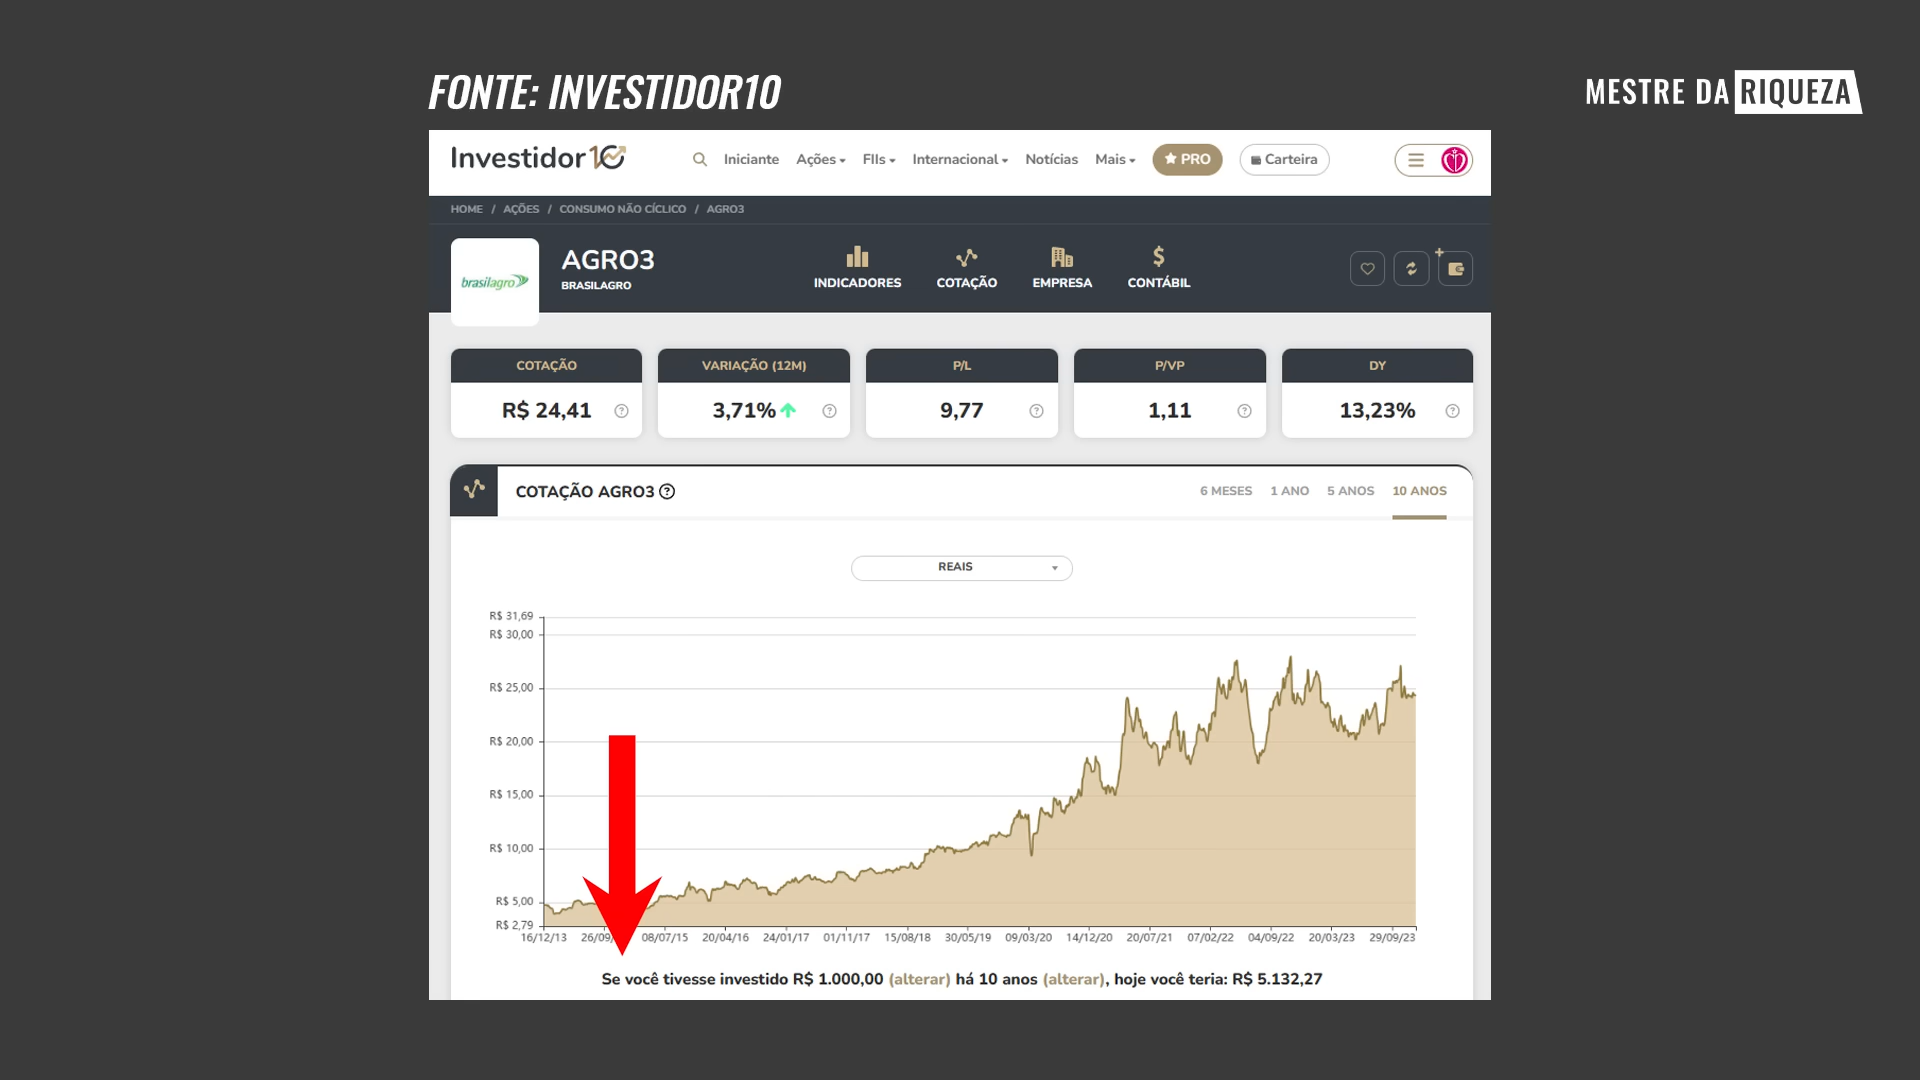 FONTE: INVESTIDOR10
MESTRE DA RIQUEZA
Investidor10
Iniciante Ações FIIs Internacional Notícias Mais PRO Carteira
HOME / AÇÕES / CONSUMO NÃO CÍCLICO / AGRO3
brasilagro
AGRO3
BRASILAGRO
INDICADORES COTAÇÃO EMPRESA CONTÁBIL
COTAÇÃO VARIAÇÃO (12M) P/L P/VP DY
R$ 24,41 3,71% 9,77 1,11 13,23%
COTAÇÃO AGRO3
6 MESES 1 ANO 5 ANOS 10 ANOS
REAIS
R$ 31,69
R$ 30,00
R$ 25,00
R$ 20,00
R$ 15,00
R$ 10,00
R$ 5,00
R$ 2,79
16/12/13 26/09/ 08/07/15 20/04/16 24/01/17 01/11/17 15/08/18 30/05/19 09/03/20 14/12/20 20/07/21 07/02/22 04/09/22 20/03/23 29/09/23
Se você tivesse investido R$ 1.000,00 (alterar) há 10 anos (alterar), hoje você teria: R$ 5.132,27